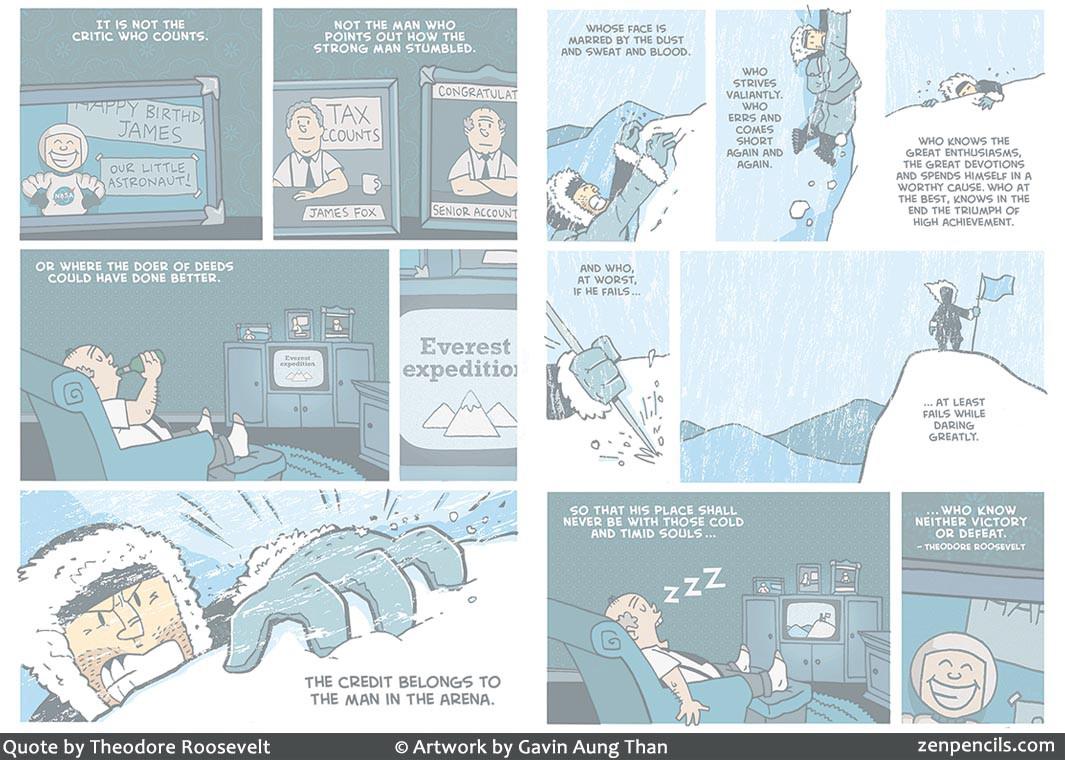 IT IS NOT THE
CRITIC WHO COUNTS.
HAPPY BIRTHD
JAMES
OUR LITTLE
ASTRONAUT!
NASA
NOT THE MAN WHO
POINTS OUT HOW THE
STRONG MAN STUMBLED.
TAX
CCOUNTS
JAMES FOX
CONGRATULAT
SENIOR ACCOUNT
OR WHERE THE DOER OF DEEDS
COULD HAVE DONE BETTER.
Everest
expedition
Everest
expedition
THE CREDIT BELONGS TO
THE MAN IN THE ARENA.
WHOSE FACE IS
MARRED BY THE DUST
AND SWEAT AND BLOOD.
WHO
STRIVES
VALIANTLY.
WHO
ERRS AND
COMES
SHORT
AGAIN AND
AGAIN.
WHO KNOWS THE
GREAT ENTHUSIASMS,
THE GREAT DEVOTIONS
AND SPENDS HIMSELF IN A
WORTHY CAUSE. WHO AT
THE BEST, KNOWS IN THE
END THE TRIUMPH OF
HIGH ACHIEVEMENT.
AND WHO,
AT WORST,
IF HE FAILS...
... AT LEAST
FAILS WHILE
DARING
GREATLY.
SO THAT HIS PLACE SHALL
NEVER BE WITH THOSE COLD
AND TIMID SOULS ...
ZZZ
...WHO KNOW
NEITHER VICTORY
OR DEFEAT.
- THEODORE ROOSEVELT
Quote by Theodore Roosevelt
© Artwork by Gavin Aung Than
zenpencils.com